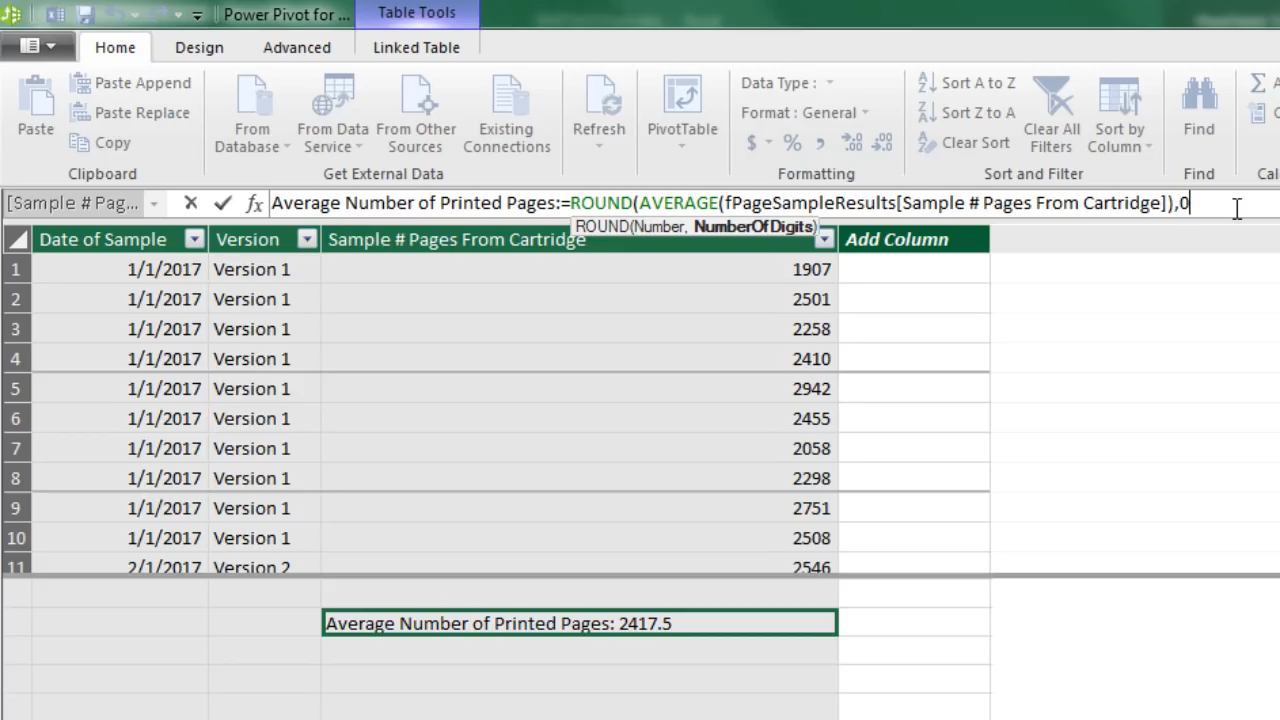 Power Pivot for ... Table Tools
Home Design Advanced Linked Table
Paste
Paste Append
Paste Replace
Copy
Clipboard
From Database
From Data Service
From Other Sources
Existing Connections
Get External Data
Refresh
PivotTable
Data Type :
Format : General
$ % ,
Formatting
Sort A to Z
Sort Z to A
Clear Sort
Clear All Filters
Sort by Column
Sort and Filter
Find
Find
[Sample # Pag... fx Average Number of Printed Pages:=ROUND(AVERAGE(fPageSampleResults[Sample # Pages From Cartridge]),0
ROUND(Number, NumberOfDigits)
Date of Sample Version Sample # Pages From Cartridge Add Column
1 1/1/2017 Version 1 1907
2 1/1/2017 Version 1 2501
3 1/1/2017 Version 1 2258
4 1/1/2017 Version 1 2410
5 1/1/2017 Version 1 2942
6 1/1/2017 Version 1 2455
7 1/1/2017 Version 1 2058
8 1/1/2017 Version 1 2298
9 1/1/2017 Version 1 2751
10 1/1/2017 Version 1 2508
11 2/1/2017 Version 2 2546
Average Number of Printed Pages: 2417.5